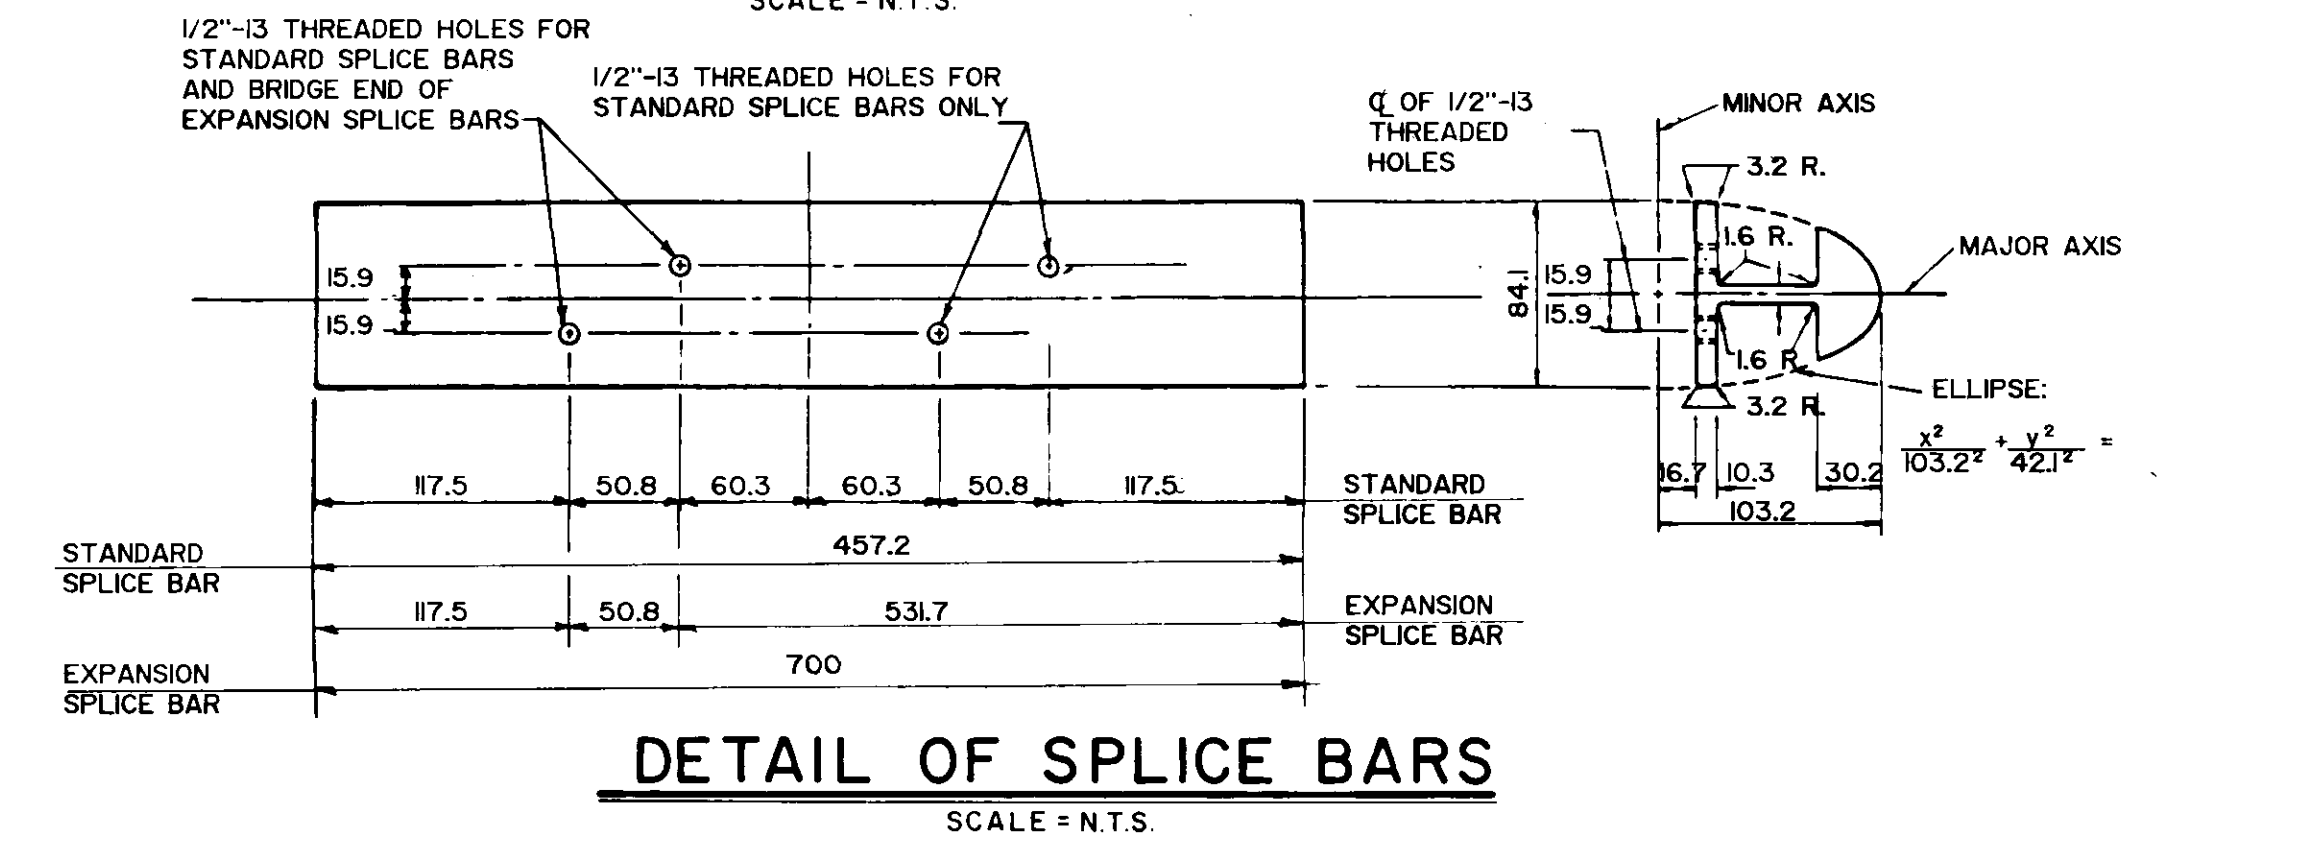 SCALE = N.T.S.
1/2"-13 THREADED HOLES FOR
STANDARD SPLICE BARS
AND BRIDGE END OF
EXPANSION SPLICE BARS
1/2"-13 THREADED HOLES FOR
STANDARD SPLICE BARS ONLY
℄ OF 1/2"-13
THREADED
HOLES
MINOR AXIS
3.2 R.
1.6 R.
MAJOR AXIS
15.9
15.9
84.1
15.9
15.9
1.6 R
ELLIPSE:
3.2 R.
x²/103.2² + y²/42.1² =
16.7 10.3 30.2
103.2
117.5 50.8 60.3 60.3 50.8 117.5
STANDARD
SPLICE BAR
STANDARD
SPLICE BAR
457.2
117.5 50.8 531.7
EXPANSION
SPLICE BAR
EXPANSION
SPLICE BAR
700
DETAIL OF SPLICE BARS
SCALE = N.T.S.